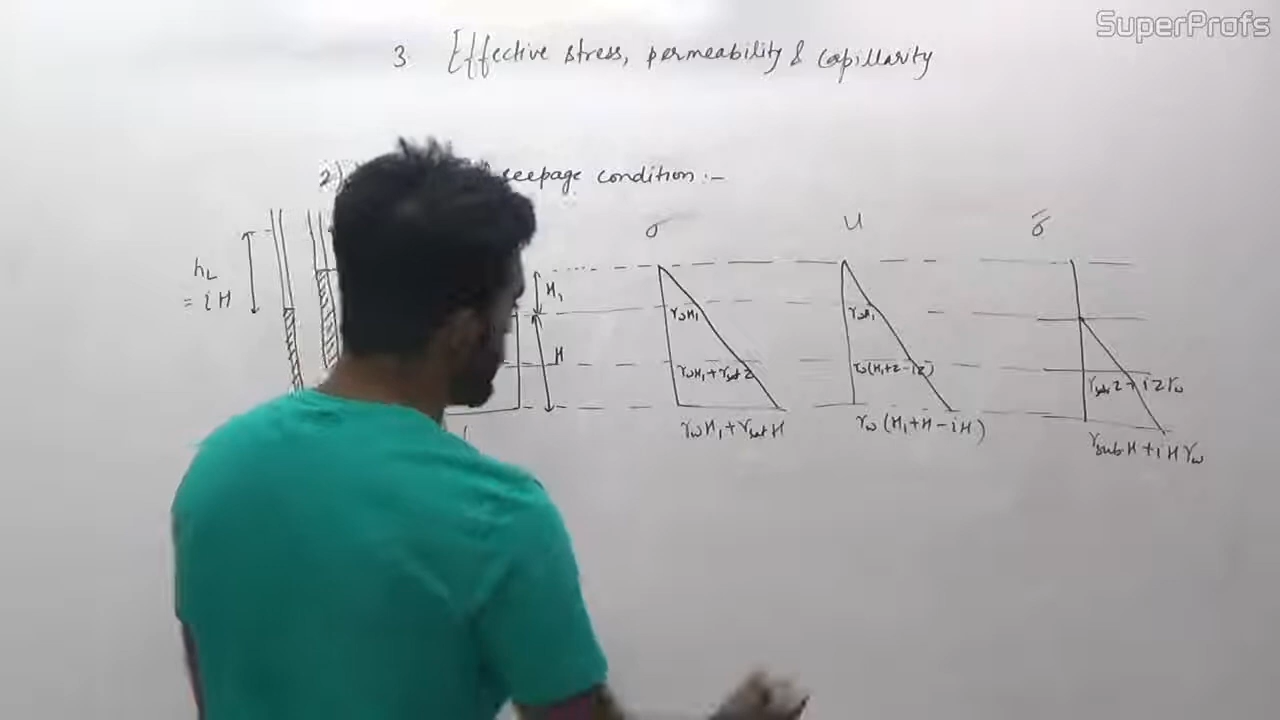 SuperProfs
3. Effective stress, permeability & capillarity
2) seepage condition :-
σ u σ̄
hL
= iH
H1
γwH1 γwH1
H
γwH1 + γsat z γw(H1+z-iz) γsub z + i z γw
γwH1 + γsat H γw (H1+H-iH) γsub H + i H γw